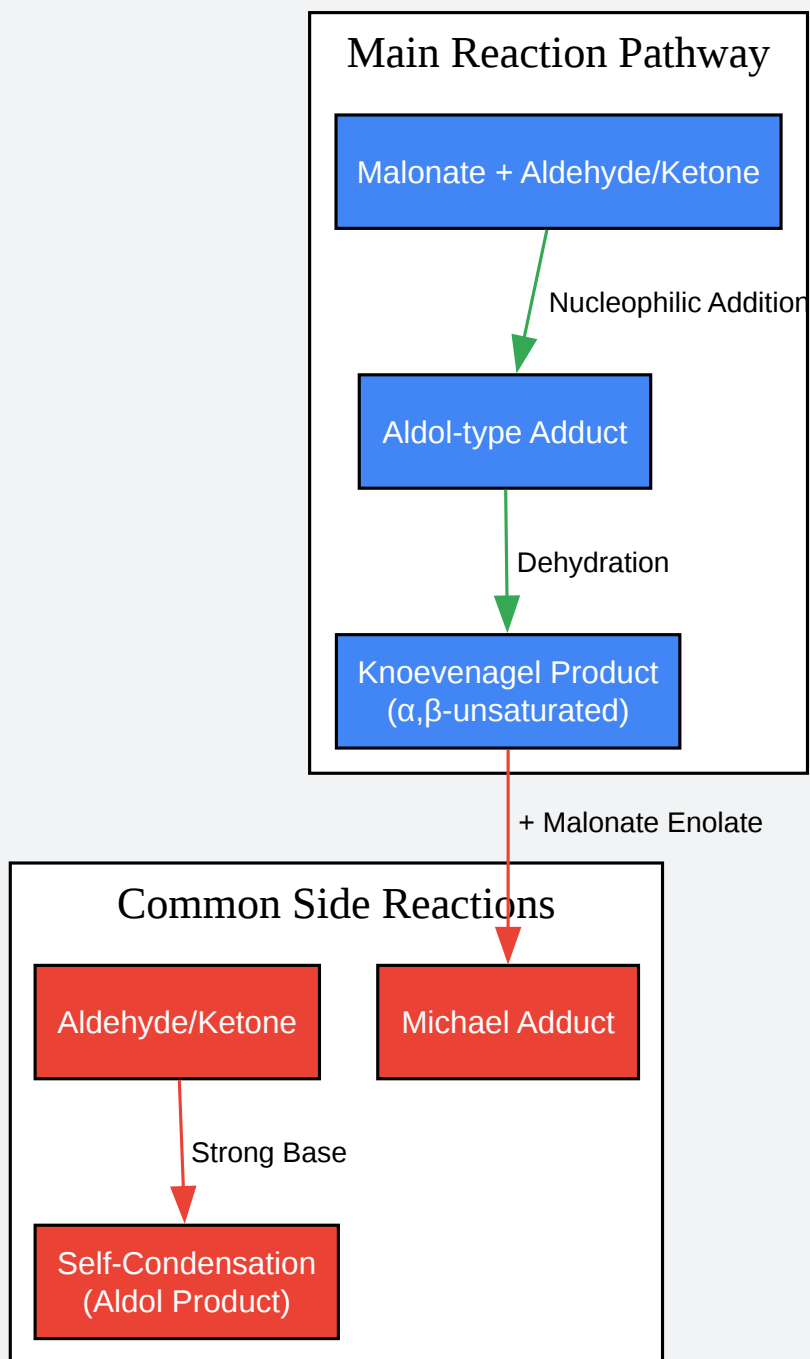 Main Reaction Pathway
Malonate + Aldehyde/Ketone
Nucleophilic Addition
Aldol-type Adduct
Dehydration
Knoevenagel Product
(α,β-unsaturated)
+ Malonate Enolate
Common Side Reactions
Aldehyde/Ketone
Michael Adduct
Strong Base
Self-Condensation
(Aldol Product)